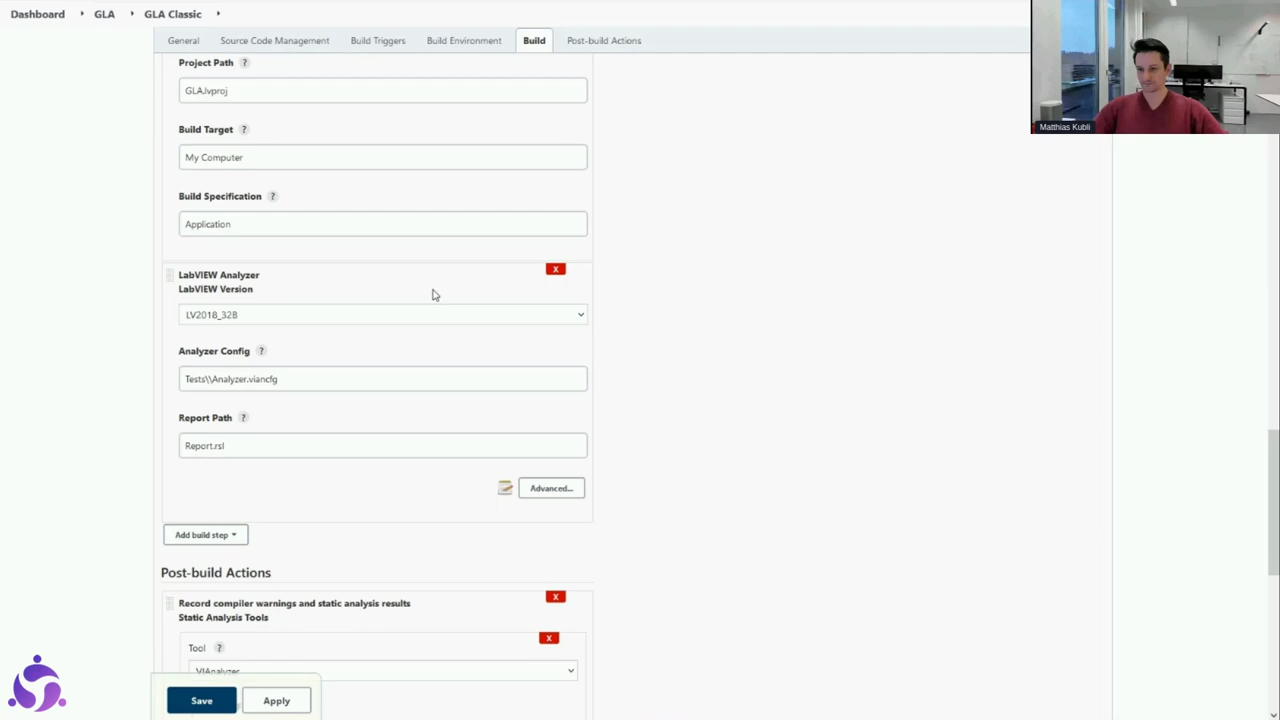 Dashboard
GLA
GLA Classic
General
Source Code Management
Build Triggers
Build Environment
Build
Post-build Actions
Matthias Kubli
Project Path ?
GLA.lvproj
Build Target ?
My Computer
Build Specification ?
Application
X
LabVIEW Analyzer
LabVIEW Version
LV2018_32B
Analyzer Config ?
Tests\\Analyzer.viancfg
Report Path ?
Report.rsl
Advanced...
Add build step
Post-build Actions
X
Record compiler warnings and static analysis results
Static Analysis Tools
X
Tool ?
VIAnalyzer
Save
Apply